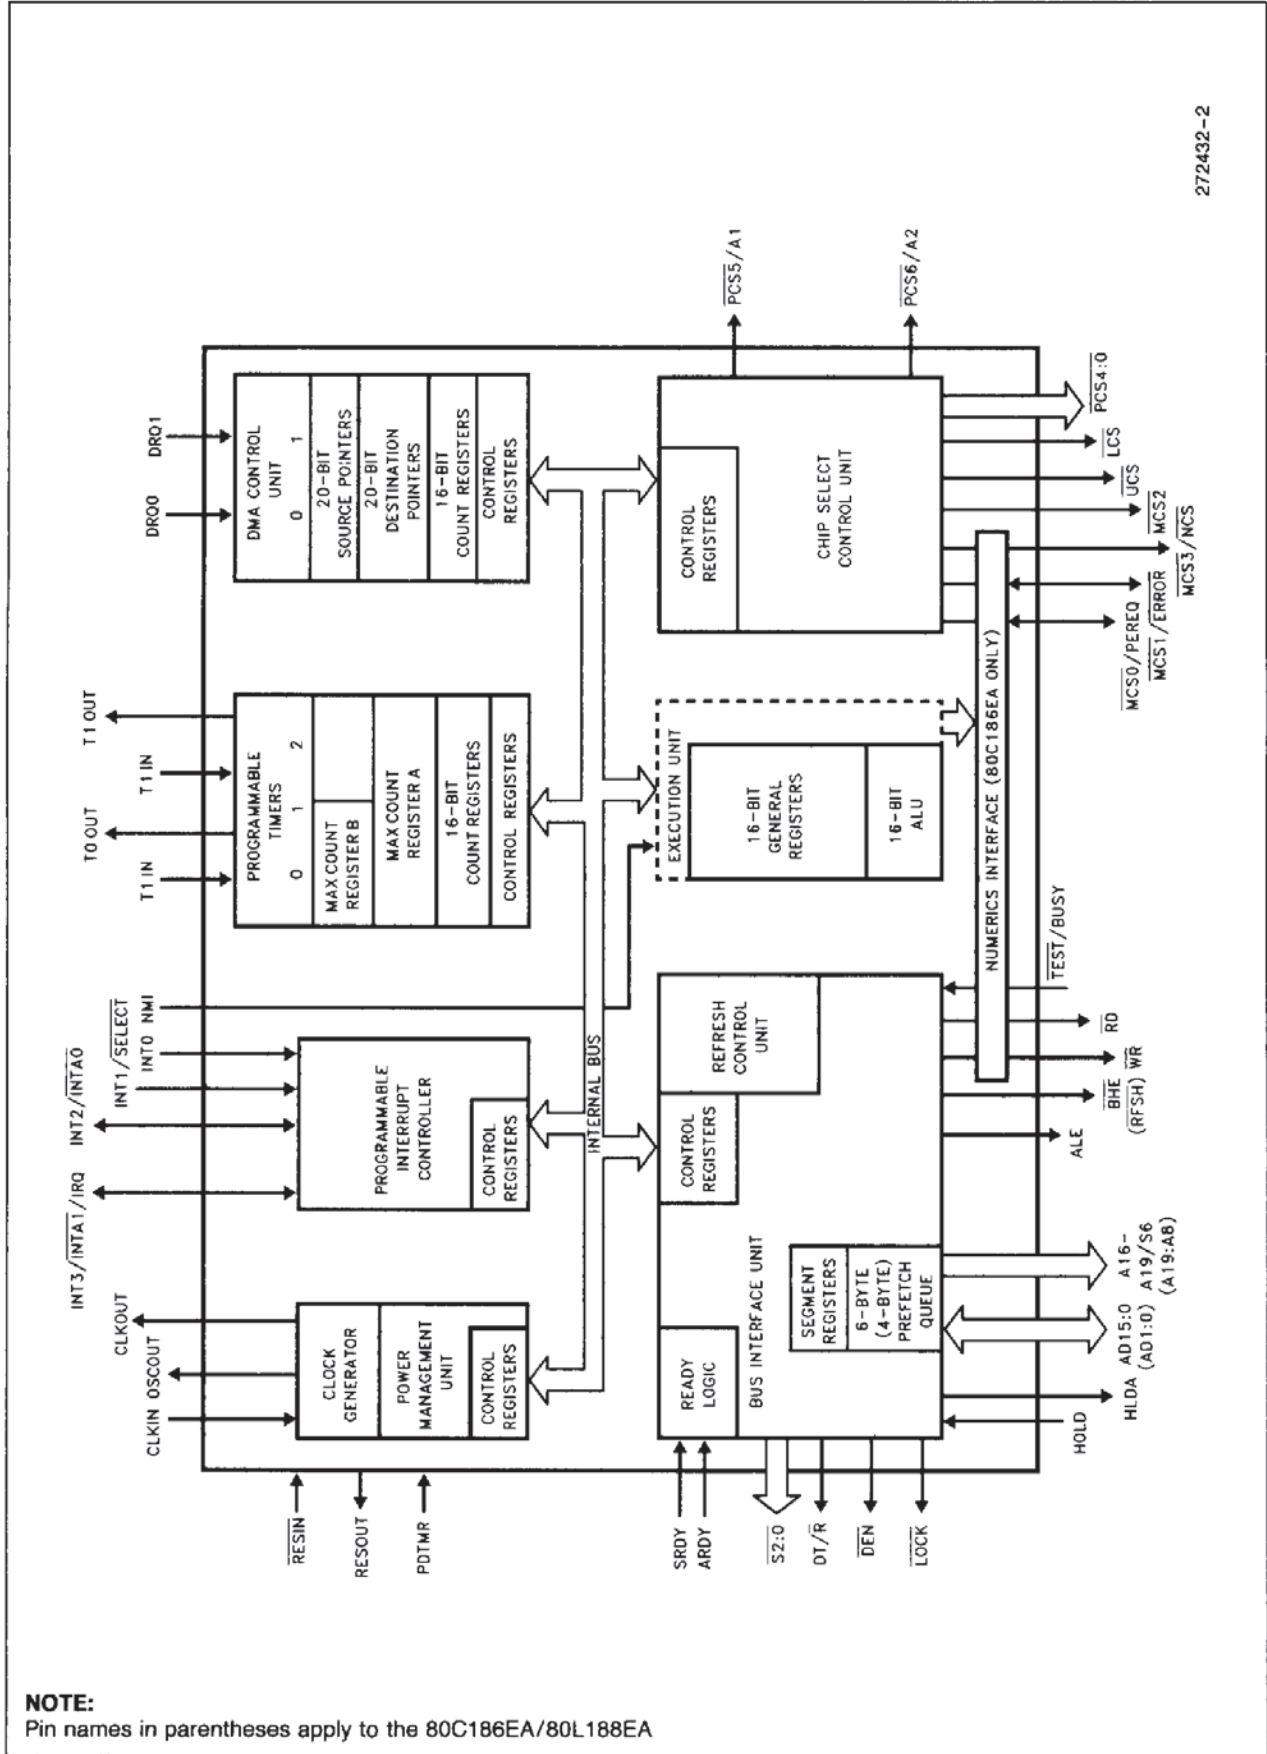 CLKIN OSCOUT
CLKOUT
INT3/INTA1/IRQ
INT2/INTA0
INT1/SELECT
INT0 NMI
T1IN
T0OUT
T1IN
T1OUT
DRQ0
DRQ1
RESIN
RESOUT
PDTMR
CLOCK
GENERATOR
POWER
MANAGEMENT
UNIT
CONTROL
REGISTERS
PROGRAMMABLE
INTERRUPT
CONTROLLER
CONTROL
REGISTERS
PROGRAMMABLE
TIMERS
0 1 2
MAX COUNT
REGISTER B
MAX COUNT
REGISTER A
16-BIT
COUNT REGISTERS
CONTROL REGISTERS
DMA CONTROL
UNIT
0 1
20-BIT
SOURCE POINTERS
20-BIT
DESTINATION
POINTERS
16-BIT
COUNT REGISTERS
CONTROL
REGISTERS
INTERNAL BUS
SRDY
ARDY
S2:0
DT/R
DEN
LOCK
READY
LOGIC
BUS INTERFACE UNIT
CONTROL
REGISTERS
REFRESH
CONTROL
UNIT
SEGMENT
REGISTERS
6-BYTE
(4-BYTE)
PREFETCH
QUEUE
EXECUTION UNIT
16-BIT
GENERAL
REGISTERS
16-BIT
ALU
CONTROL
REGISTERS
CHIP SELECT
CONTROL UNIT
PCS5/A1
PCS6/A2
NUMERICS INTERFACE (80C186EA ONLY)
HOLD
HLDA
AD15:0
(AD1:0)
A16-
A19/S6
(A19:A8)
ALE
BHE
(RFSH)
WR
RD
TEST/BUSY
MCS0/PEREQ
MCS1/ERROR
MCS3/NCS
MCS2
UCS
LCS
PCS4:0
272432-2
NOTE:
Pin names in parentheses apply to the 80C186EA/80L188EA